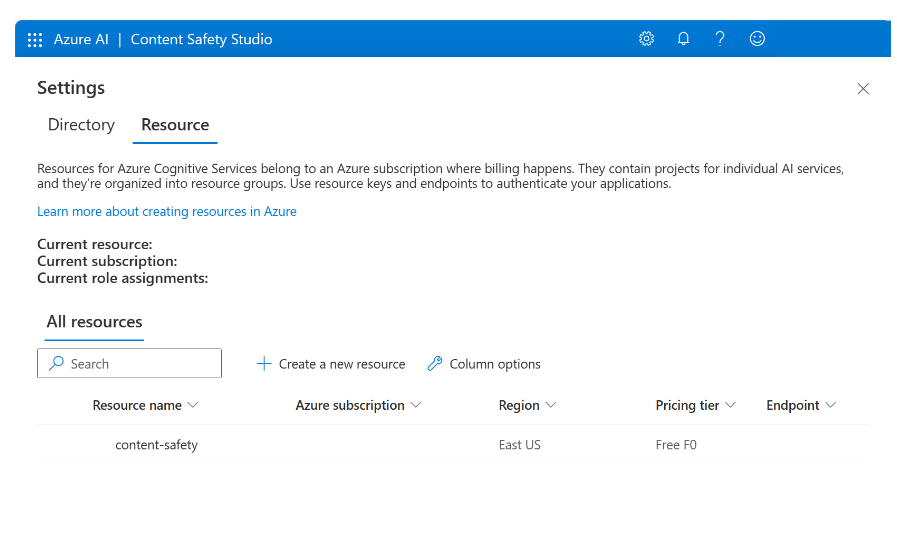 Azure AI | Content Safety Studio
Settings
Directory Resource
Resources for Azure Cognitive Services belong to an Azure subscription where billing happens. They contain projects for individual AI services,
and they're organized into resource groups. Use resource keys and endpoints to authenticate your applications.
Learn more about creating resources in Azure
Current resource:
Current subscription:
Current role assignments:
All resources
Search Create a new resource Column options
Resource name Azure subscription Region Pricing tier Endpoint
content-safety East US Free F0